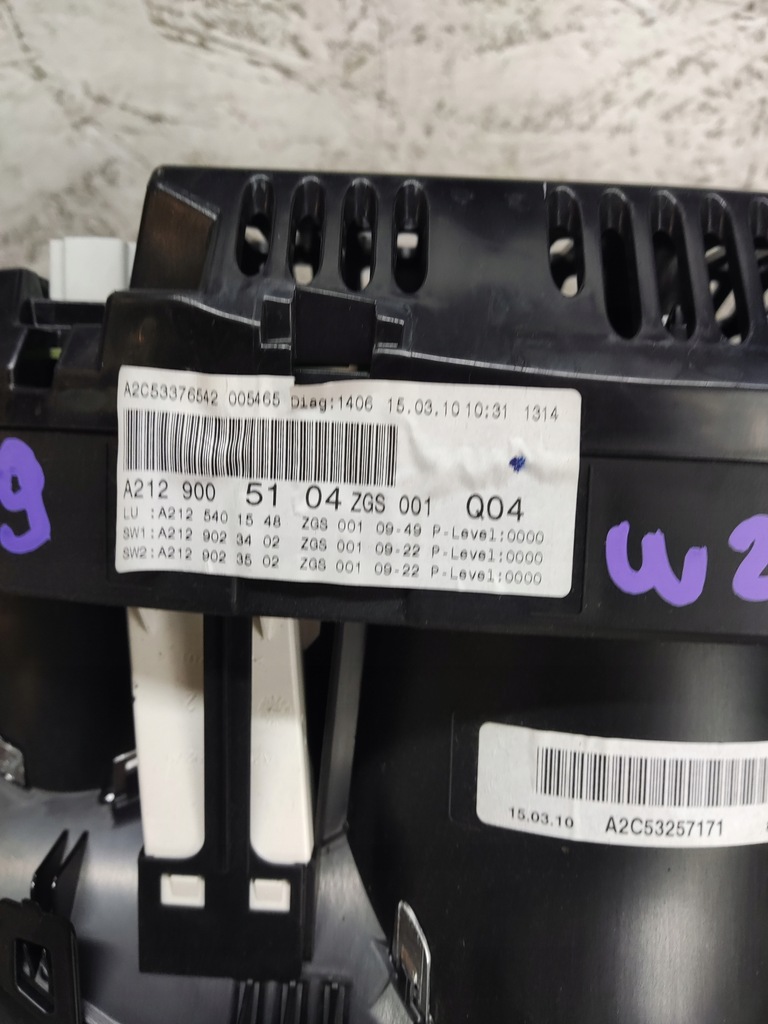 A2C53376542 005465 Diag:1406 15.03.10 10:31 1314
A212 900 51 04 ZGS 001 Q04
LU : A212 540 15 48 ZGS 001 09-49 P-Level:0000
SW1:A212 902 34 02 ZGS 001 09-22 P-Level:0000
SW2:A212 902 35 02 ZGS 001 09-22 P-Level:0000
9
W2
15.03.10 A2C53257171